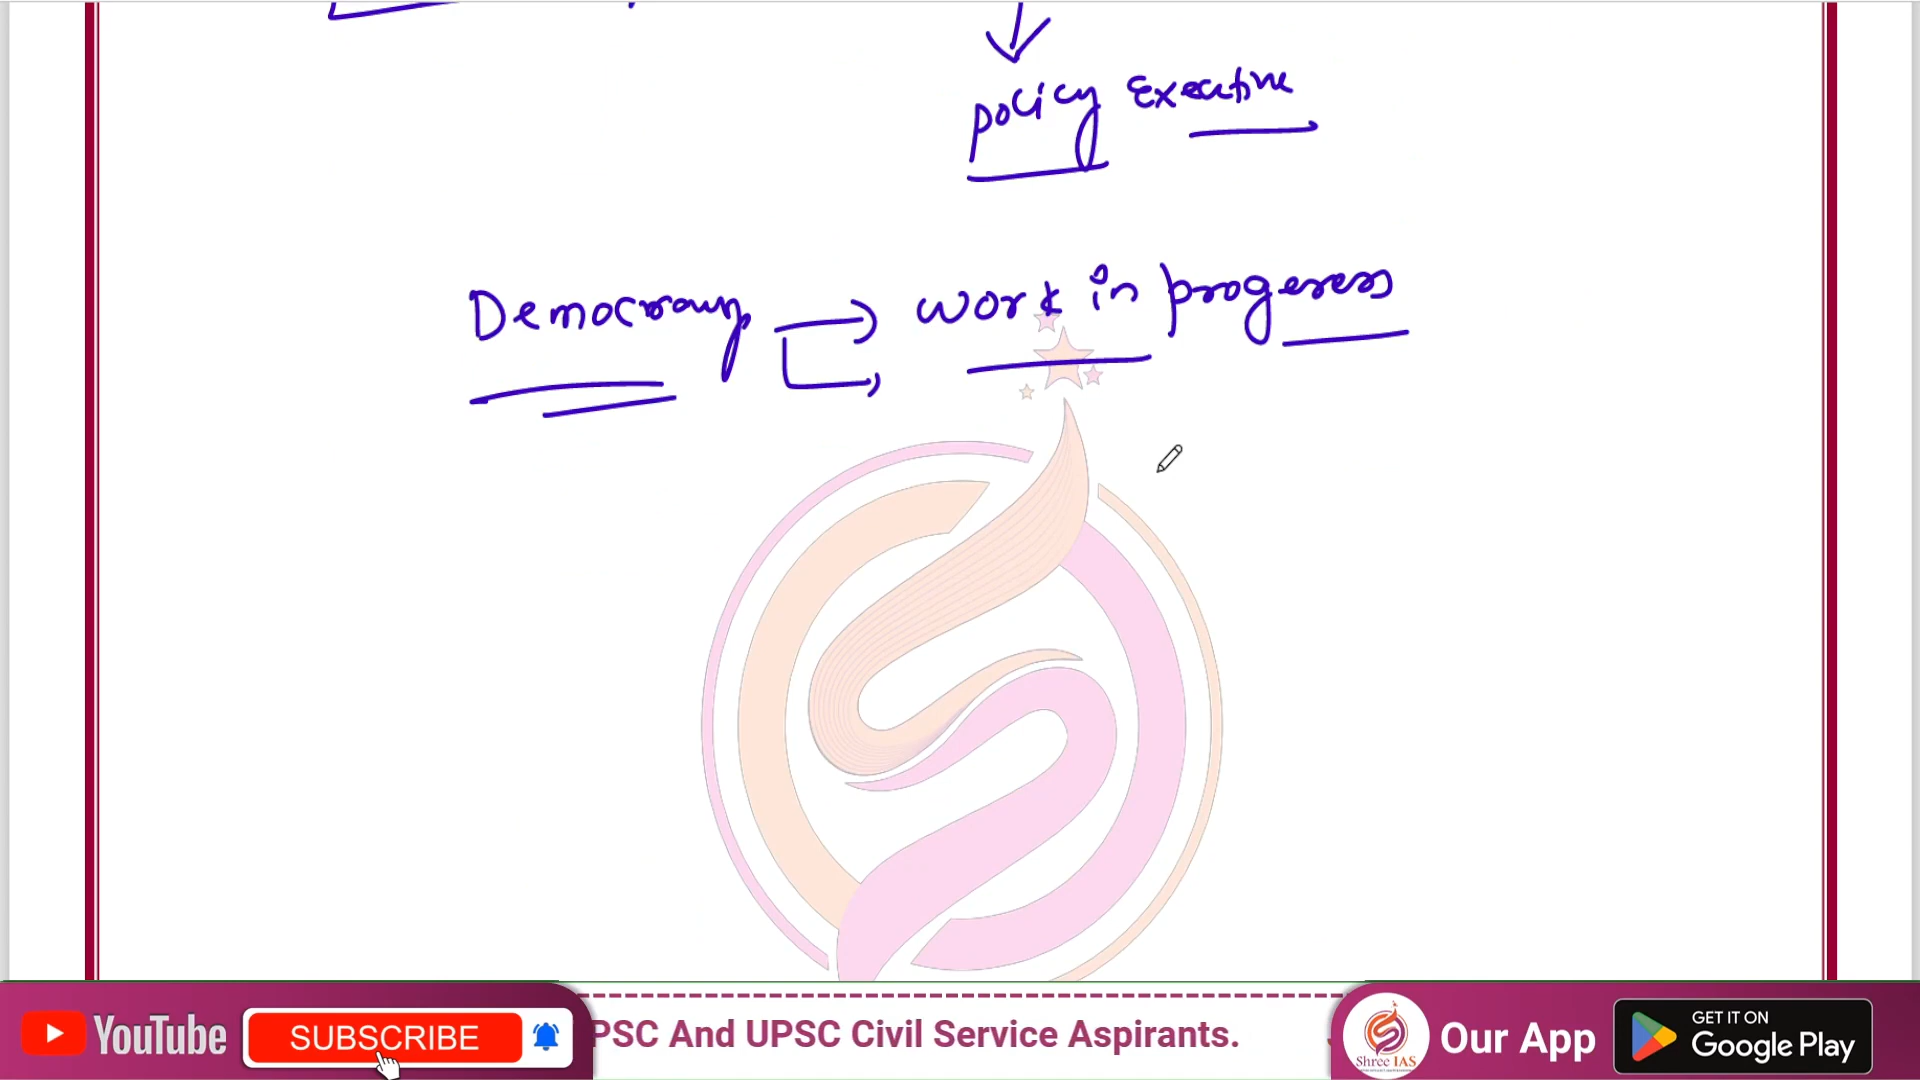 policy Executive
Democracy → work in progeress
YouTube SUBSCRIBE PSC And UPSC Civil Service Aspirants.
Shree IAS
Our App
GET IT ON
Google Play